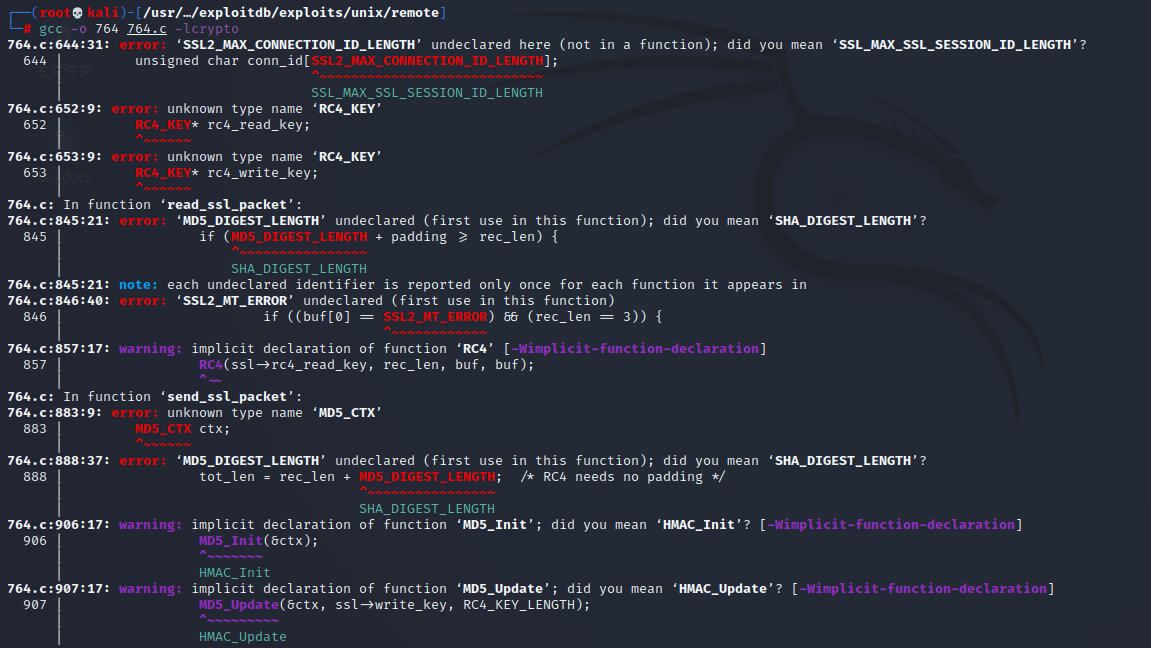 ┌──(root💀kali)-[/usr/…/exploitdb/exploits/unix/remote]
└─# gcc -o 764 764.c -lcrypto
764.c:644:31: error: ‘SSL2_MAX_CONNECTION_ID_LENGTH’ undeclared here (not in a function); did you mean ‘SSL_MAX_SSL_SESSION_ID_LENGTH’?
644 | unsigned char conn_id[SSL2_MAX_CONNECTION_ID_LENGTH];
| ^~~~~~~~~~~~~~~~~~~~~~~~~~~~~
| SSL_MAX_SSL_SESSION_ID_LENGTH
764.c:652:9: error: unknown type name ‘RC4_KEY’
652 | RC4_KEY* rc4_read_key;
| ^~~~~~~
764.c:653:9: error: unknown type name ‘RC4_KEY’
653 | RC4_KEY* rc4_write_key;
| ^~~~~~~
764.c: In function ‘read_ssl_packet’:
764.c:845:21: error: ‘MD5_DIGEST_LENGTH’ undeclared (first use in this function); did you mean ‘SHA_DIGEST_LENGTH’?
845 | if (MD5_DIGEST_LENGTH + padding >= rec_len) {
| ^~~~~~~~~~~~~~~~~
| SHA_DIGEST_LENGTH
764.c:845:21: note: each undeclared identifier is reported only once for each function it appears in
764.c:846:40: error: ‘SSL2_MT_ERROR’ undeclared (first use in this function)
846 | if ((buf[0] == SSL2_MT_ERROR) && (rec_len == 3)) {
| ^~~~~~~~~~~~~
764.c:857:17: warning: implicit declaration of function ‘RC4’ [-Wimplicit-function-declaration]
857 | RC4(ssl->rc4_read_key, rec_len, buf, buf);
| ^~~
764.c: In function ‘send_ssl_packet’:
764.c:883:9: error: unknown type name ‘MD5_CTX’
883 | MD5_CTX ctx;
| ^~~~~~~
764.c:888:37: error: ‘MD5_DIGEST_LENGTH’ undeclared (first use in this function); did you mean ‘SHA_DIGEST_LENGTH’?
888 | tot_len = rec_len + MD5_DIGEST_LENGTH; /* RC4 needs no padding */
| ^~~~~~~~~~~~~~~~~
| SHA_DIGEST_LENGTH
764.c:906:17: warning: implicit declaration of function ‘MD5_Init’; did you mean ‘HMAC_Init’? [-Wimplicit-function-declaration]
906 | MD5_Init(&ctx);
| ^~~~~~~~
| HMAC_Init
764.c:907:17: warning: implicit declaration of function ‘MD5_Update’; did you mean ‘HMAC_Update’? [-Wimplicit-function-declaration]
907 | MD5_Update(&ctx, ssl->write_key, RC4_KEY_LENGTH);
| ^~~~~~~~~~
| HMAC_Update